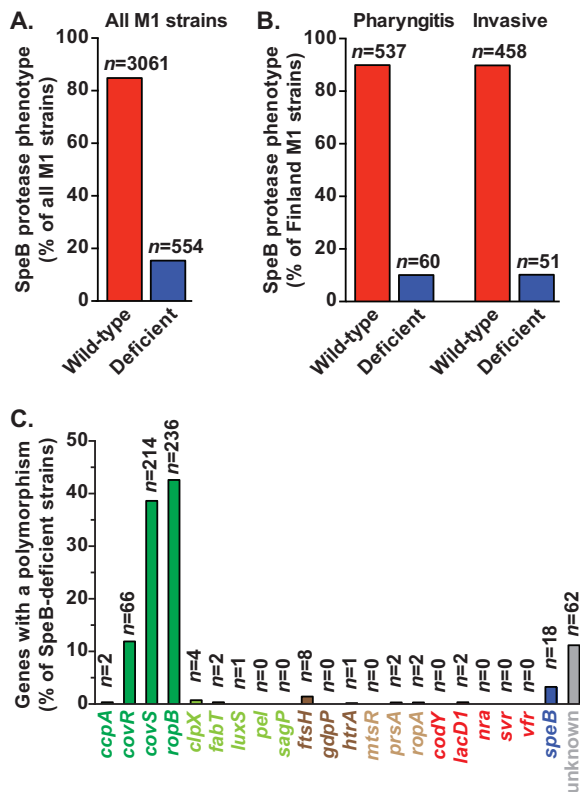 A. All M1 strains
SpeB protease phenotype
(% of all M1 strains)
100
80
60
40
20
0
n=3061
n=554
Wild-type
Deficient
B. Pharyngitis Invasive
SpeB protease phenotype
(% of Finland M1 strains)
100
80
60
40
20
0
n=537
n=60
n=458
n=51
Wild-type
Deficient
Wild-type
Deficient
C.
Genes with a polymorphism
(% of SpeB-deficient strains)
50
40
30
20
10
0
n=2
n=66
n=214
n=236
n=4
n=2
n=1
n=0
n=0
n=8
n=0
n=1
n=0
n=2
n=2
n=0
n=2
n=0
n=0
n=0
n=18
n=62
ccpA
covR
covS
ropB
clpX
fabT
luxS
pel
sagP
ftsH
gdpP
htrA
mtsR
prsA
ropA
codY
lacD1
nra
svr
vfr
speB
unknown